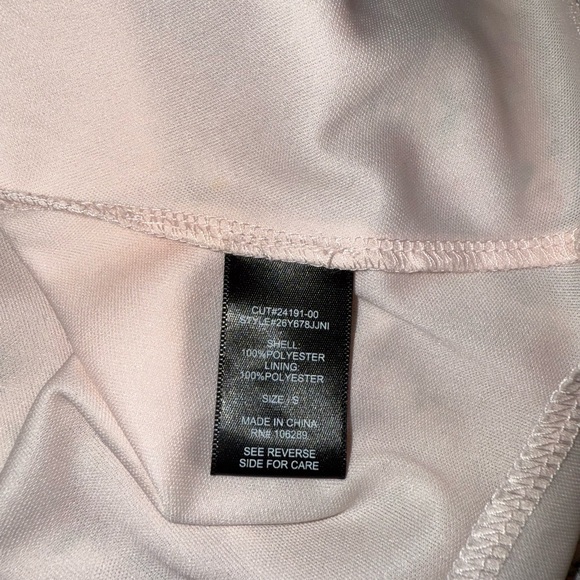 CUT#24191-00
STYLE#26Y678JJNI
SHELL:
100%POLYESTER
LINING:
100%POLYESTER
SIZE / S
MADE IN CHINA
RN# 106289
SEE REVERSE
SIDE FOR CARE